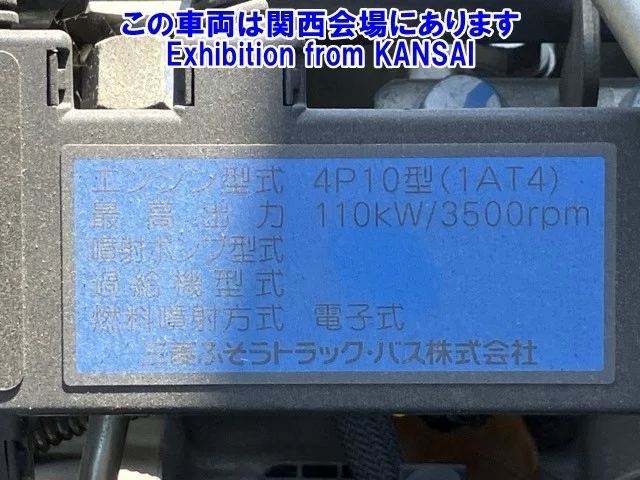 この車両は関西会場にあります
Exhibition from KANSAI
エンジン型式 4P10型(1AT4)
最高出力 110kW/3500rpm
噴射ポンプ型式
過給機型式
燃料噴射方式 電子式
三菱ふそうトラック・バス株式会社